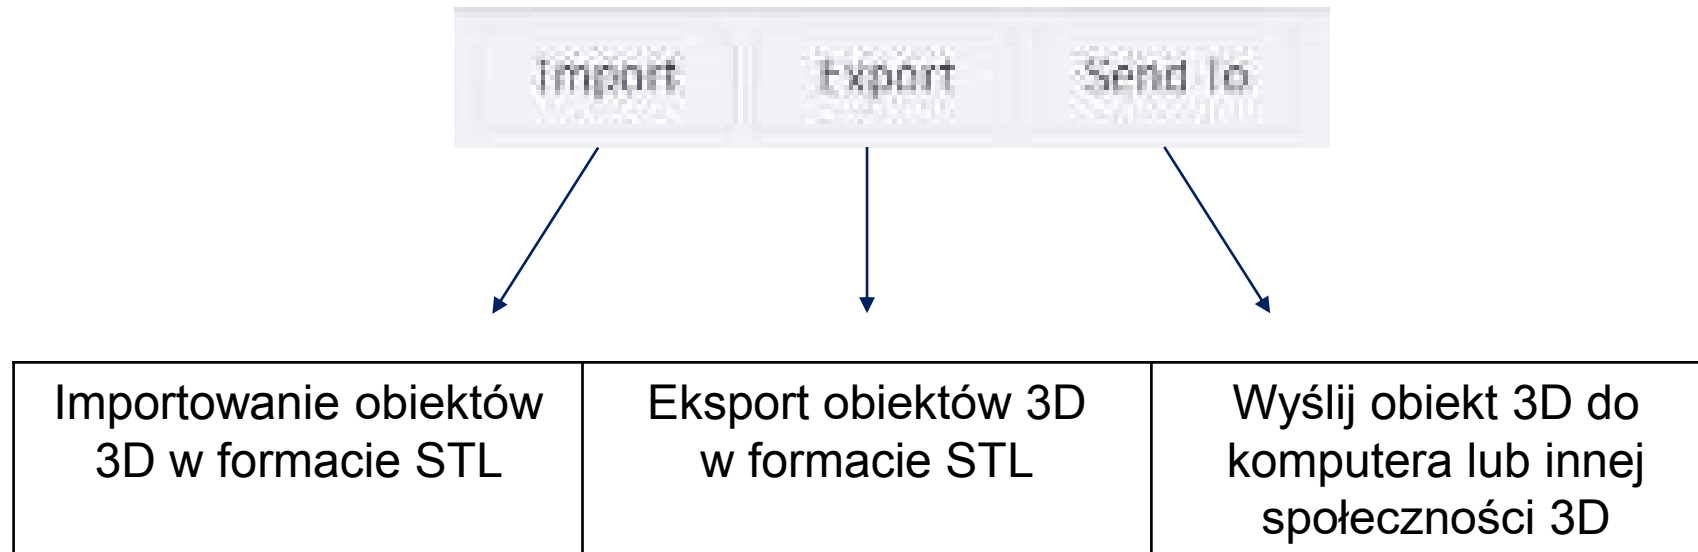 Import Export Send To
Importowanie obiektów
3D w formacie STL
Eksport obiektów 3D
w formacie STL
Wyślij obiekt 3D do
komputera lub innej
społeczności 3D